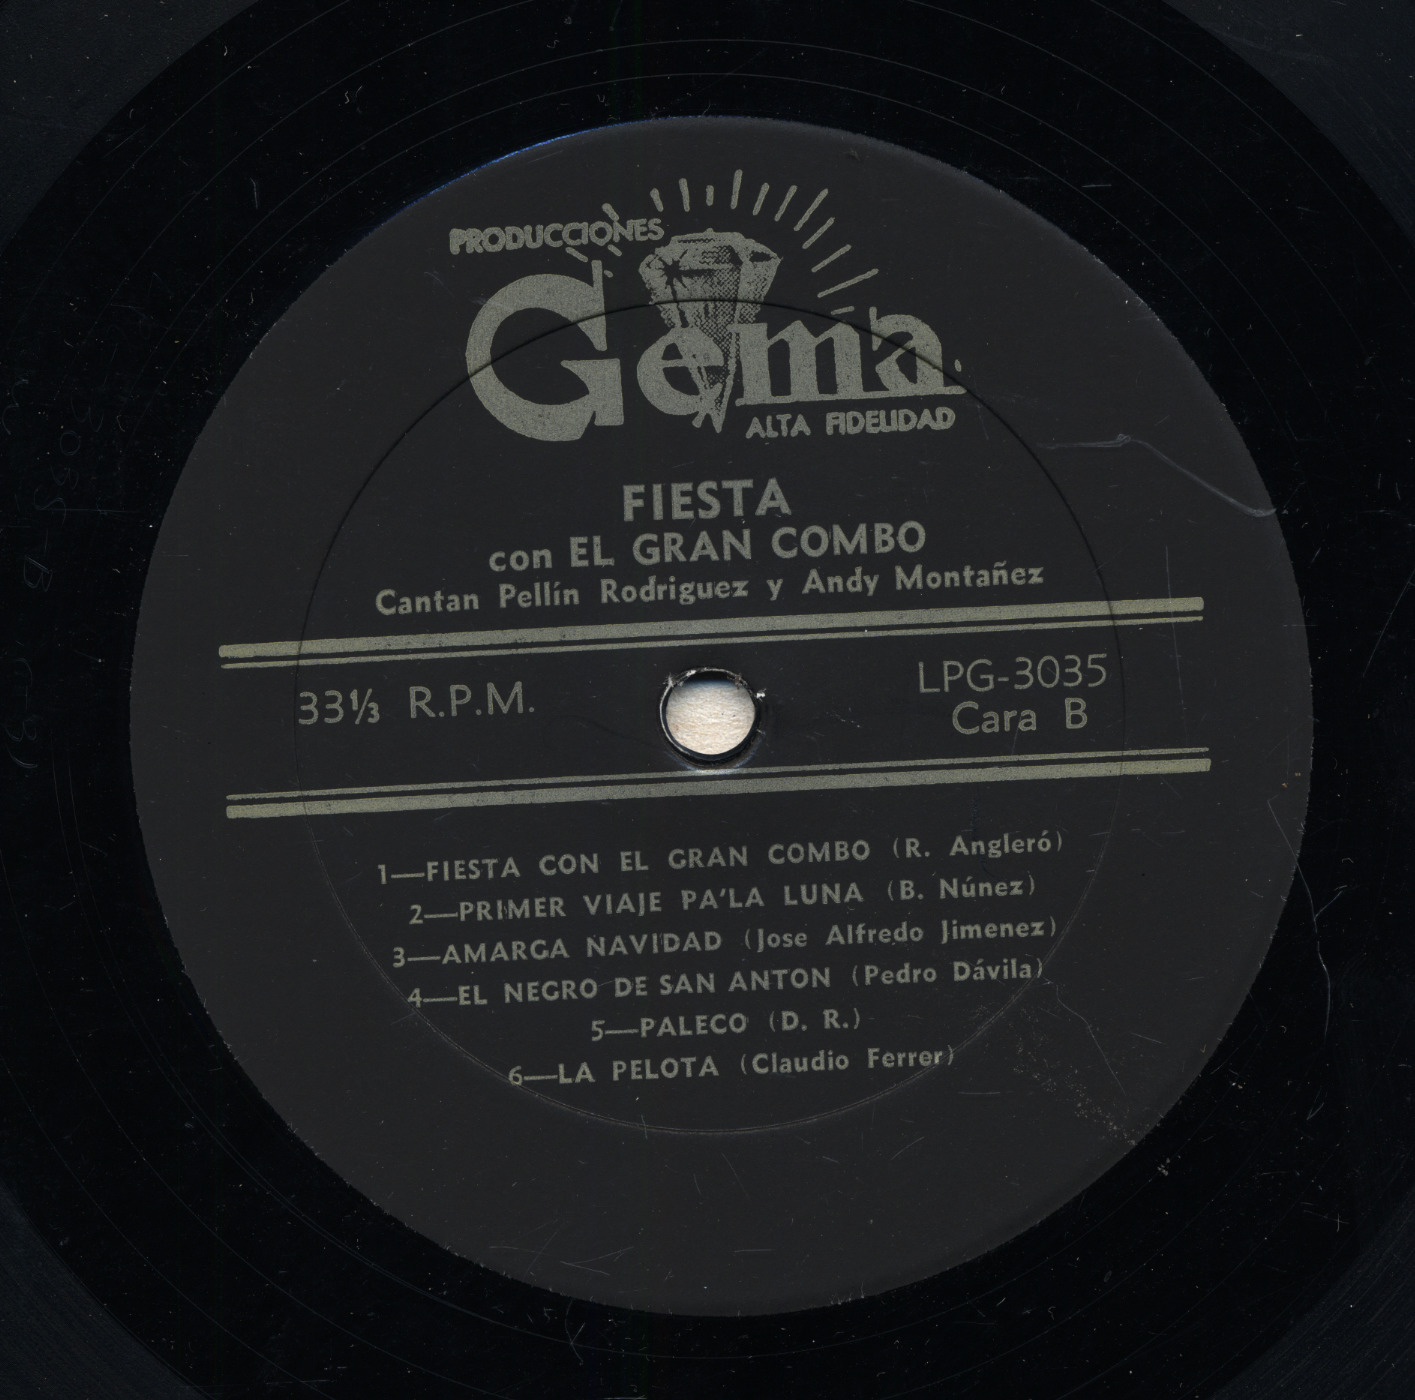 PRODUCCIONES
Gema
ALTA FIDELIDAD
FIESTA
con EL GRAN COMBO
Cantan Pellín Rodriguez y Andy Montañez
33⅓ R.P.M.
LPG-3035
Cara B
1—FIESTA CON EL GRAN COMBO (R. Angleró)
2—PRIMER VIAJE PA'LA LUNA (B. Núnez)
3—AMARGA NAVIDAD (Jose Alfredo Jimenez)
4—EL NEGRO DE SAN ANTON (Pedro Dávila)
5—PALECO (D. R.)
6—LA PELOTA (Claudio Ferrer)